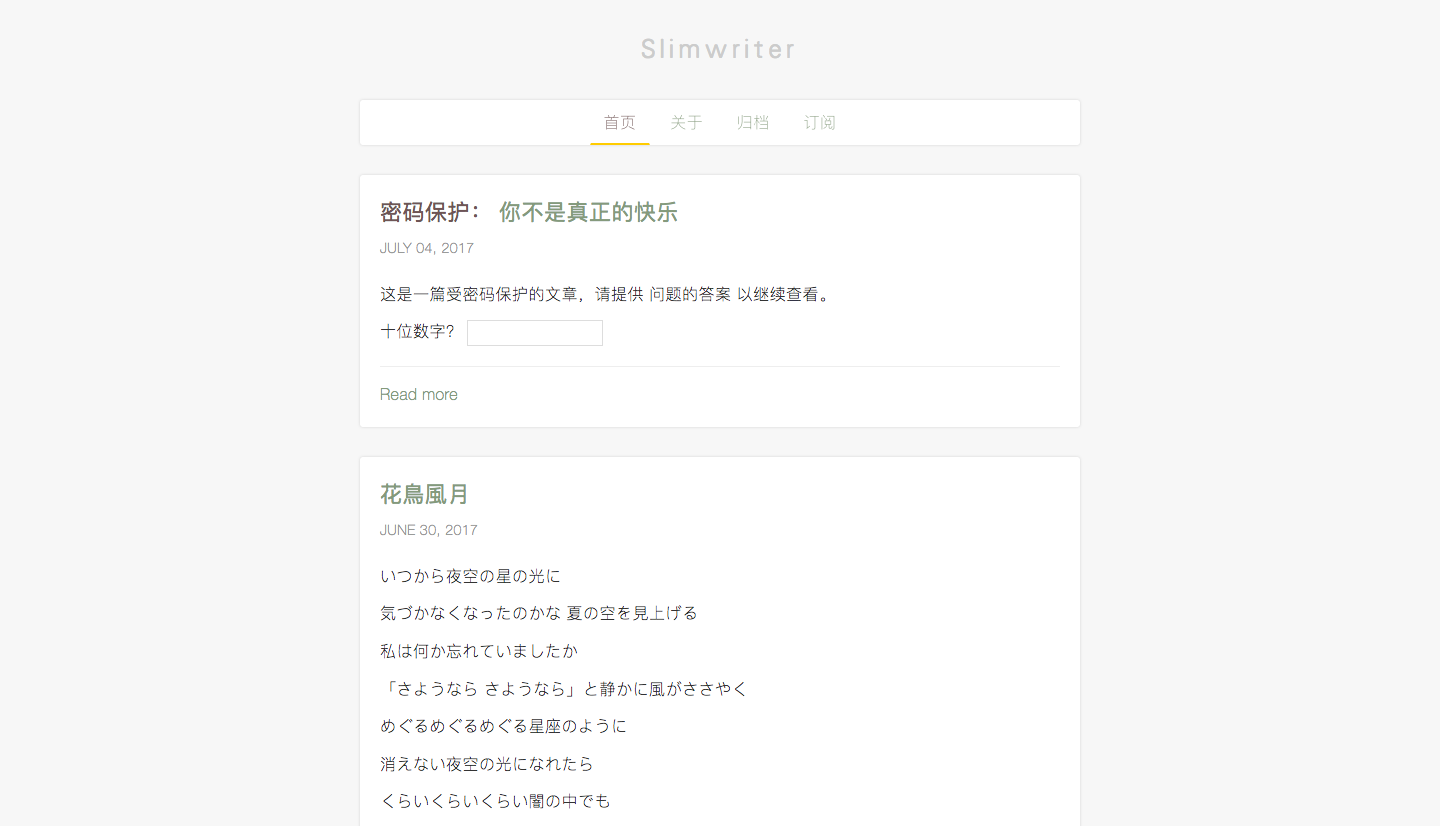 Slimwriter
首页 关于 归档 订阅
密码保护： 你不是真正的快乐
JULY 04, 2017
这是一篇受密码保护的文章，请提供 问题的答案 以继续查看。
十位数字？
Read more
花鳥風月
JUNE 30, 2017
いつから夜空の星の光に
気づかなくなったのかな 夏の空を見上げる
私は何か忘れていましたか
「さようなら さようなら」と静かに風がささやく
めぐるめぐるめぐる星座のように
消えない夜空の光になれたら
くらいくらいくらい闇の中でも